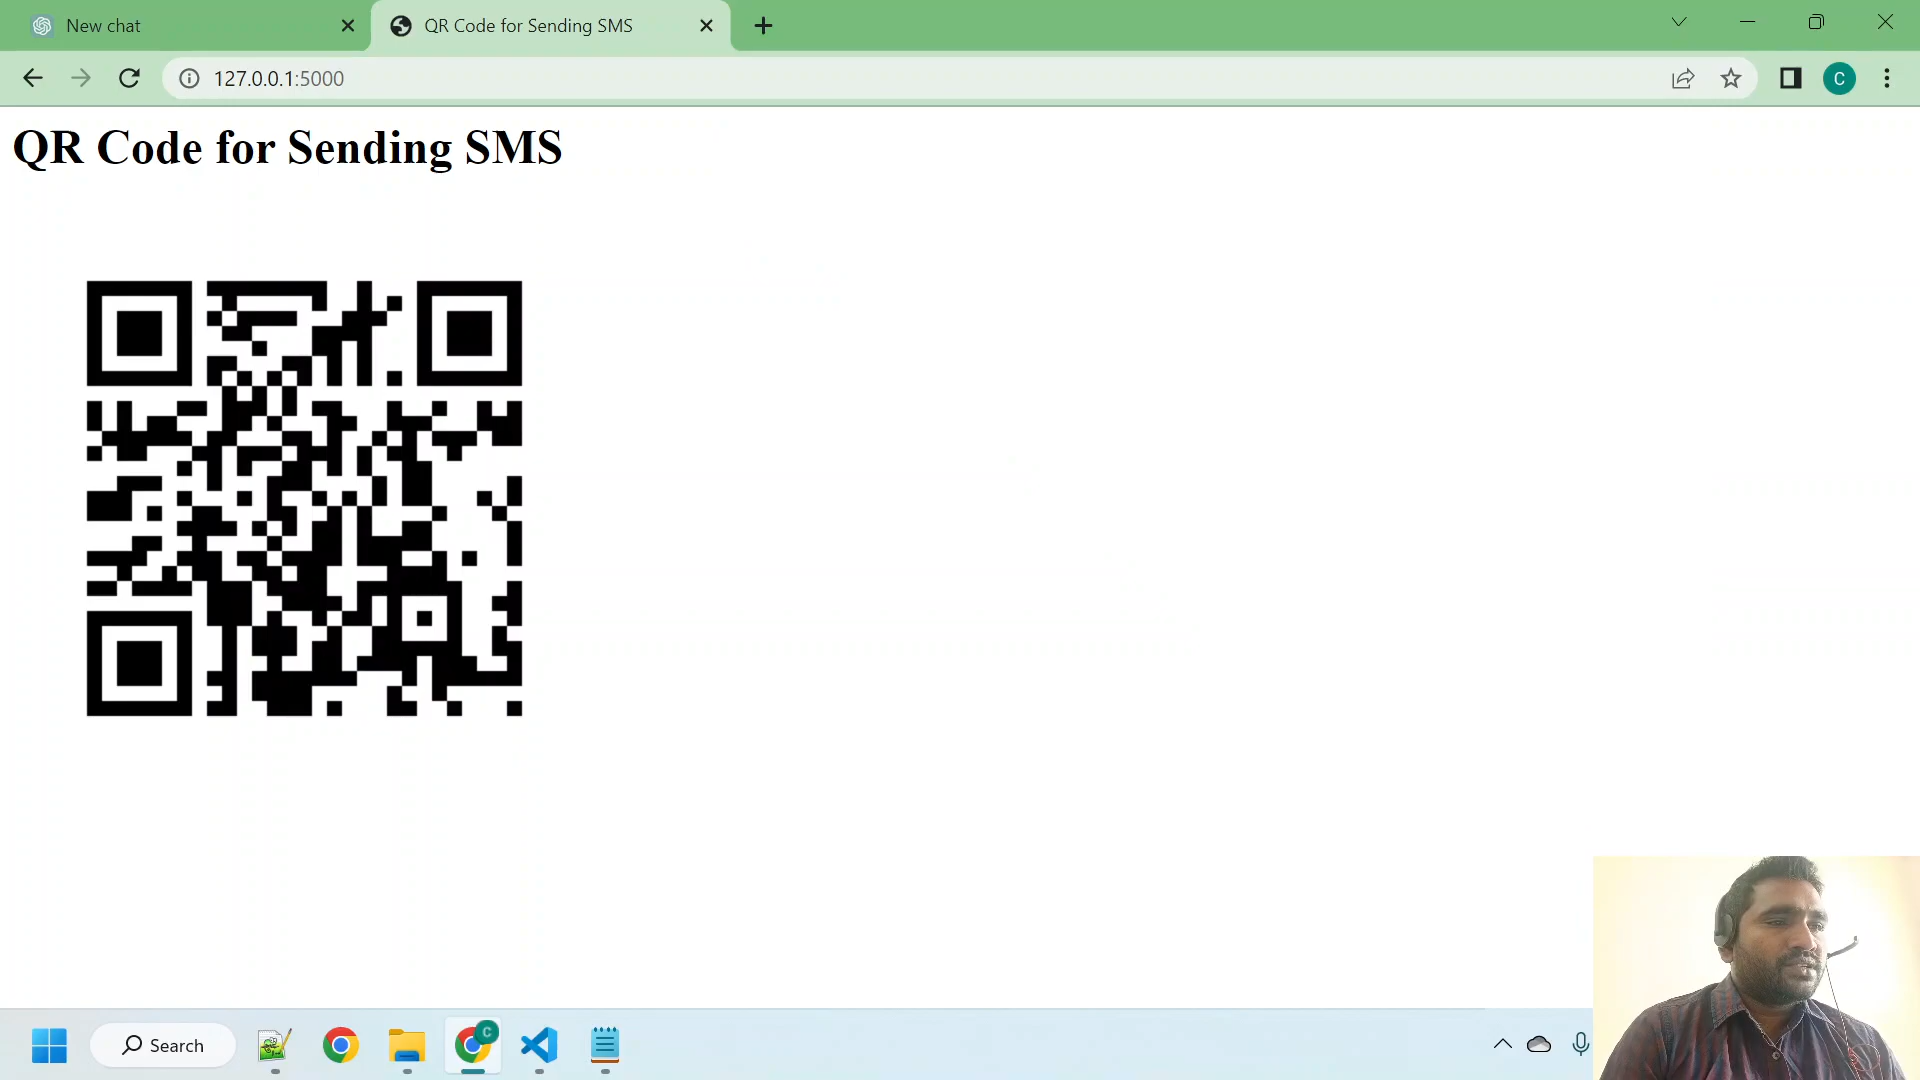 New chat
QR Code for Sending SMS
127.0.0.1:5000
C
QR Code for Sending SMS
Search
C